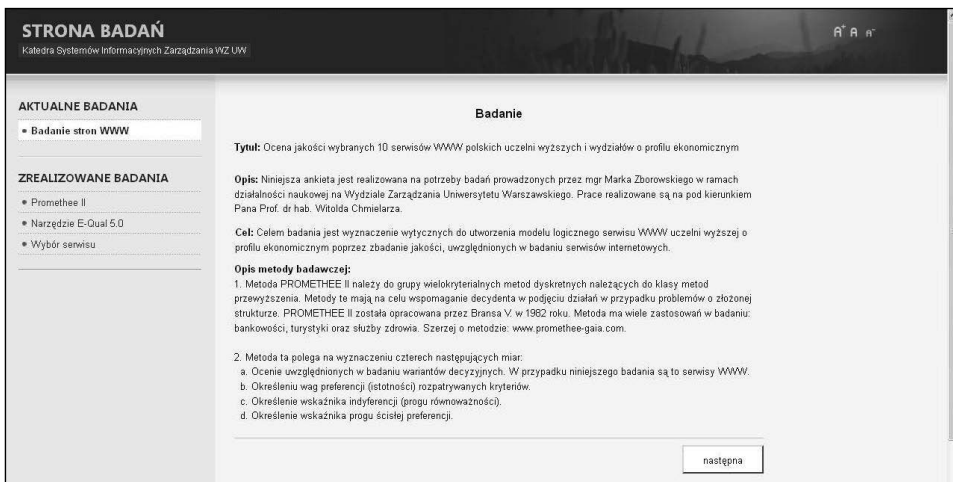 STRONA BADAŃ
Katedra Systemów Informacyjnych Zarządzania WZ UW
A+ A A-
AKTUALNE BADANIA
Badanie stron WWW
ZREALIZOWANE BADANIA
Promethee II
Narzędzie E-Qual 5.0
Wybór serwisu
Badanie
Tytuł: Ocena jakości wybranych 10 serwisów WWW polskich uczelni wyższych i wydziałów o profilu ekonomicznym
Opis: Niniejsza ankieta jest realizowana na potrzeby badań prowadzonych przez mgr Marka Zborowskiego w ramach
działalności naukowej na Wydziale Zarządzania Uniwersytetu Warszawskiego. Prace realizowane są na pod kierunkiem
Pana Prof. dr hab. Witolda Chmielarza.
Cel: Celem badania jest wyznaczenie wytycznych do utworzenia modelu logicznego serwisu WWW uczelni wyższej o
profilu ekonomicznym poprzez zbadanie jakości, uwzględnionych w badaniu serwisów internetowych.
Opis metody badawczej:
1. Metoda PROMETHEE II należy do grupy wielokryterialnych metod dyskretnych należących do klasy metod
przewyższenia. Metody te mają na celu wspomaganie decydenta w podjęciu działań w przypadku problemów o złożonej
strukturze. PROMETHEE II została opracowana przez Bransa V. w 1982 roku. Metoda ma wiele zastosowań w badaniu:
bankowości, turystyki oraz służby zdrowia. Szerzej o metodzie: www.promethee-gaia.com.
2. Metoda ta polega na wyznaczeniu czterech następujących miar:
a. Ocenie uwzględnionych w badaniu wariantów decyzyjnych. W przypadku niniejszego badania są to serwisy WWW.
b. Określeniu wag preferencji (istotności) rozpatrywanych kryteriów.
c. Określenie wskaźnika indyferencji (progu równoważności).
d. Określenie wskaźnika progu ścisłej preferencji.
następna